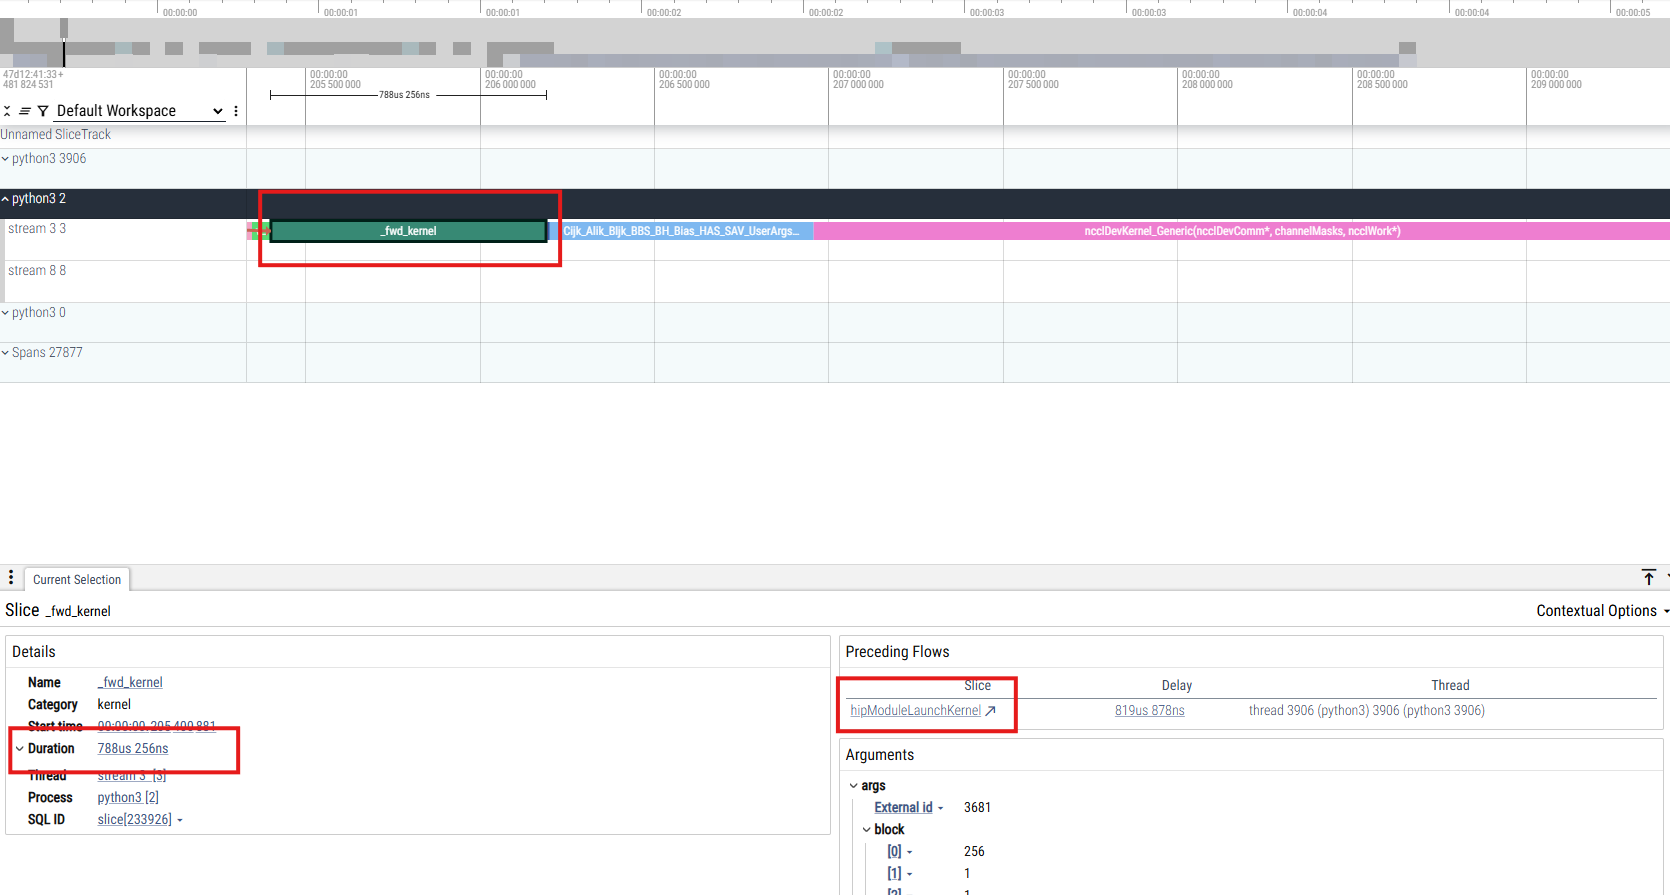 00:00:00 00:00:01 00:00:01 00:00:02 00:00:02 00:00:03 00:00:03 00:00:04 00:00:04 00:00:05
47d12:41:33+ 00:00:00 00:00:00 00:00:00 00:00:00 00:00:00 00:00:00 00:00:00 00:00:00
481 824 531 205 500 000 206 000 000 206 500 000 207 000 000 207 500 000 208 000 000 208 500 000 209 000 000
788us 256ns
Default Workspace
Unnamed SliceTrack
python3 3906
python3 2
stream 3 3 _fwd_kernel Cijk_Alik_Bljk_BBS_BH_Bias_HAS_SAV_UserArgs... ncclDevKernel_Generic(ncclDevComm*, channelMasks, ncclWork*)
stream 8 8
python3 0
Spans 27877
Current Selection
Slice _fwd_kernel Contextual Options
Details
Name _fwd_kernel
Category kernel
Start time 00:00:00.205 400 881
Duration 788us 256ns
Thread stream 3 [3]
Process python3 [2]
SQL ID slice[233926]
Preceding Flows
Slice Delay Thread
hipModuleLaunchKernel 819us 878ns thread 3906 (python3) 3906 (python3 3906)
Arguments
args
External id 3681
block
[0] 256
[1] 1
[2] 1